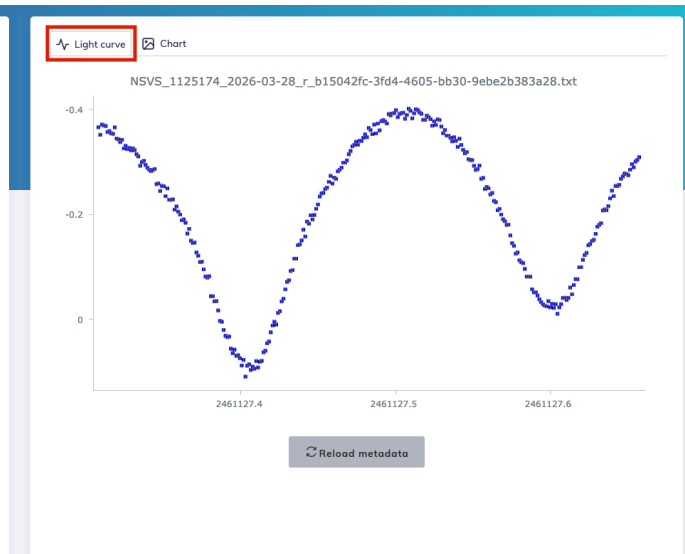 Light curve Chart
NSVS_1125174_2026-03-28_r_b15042fc-3fd4-4605-bb30-9ebe2b383a28.txt
-0.4
-0.2
0
2461127.4 2461127.5 2461127.6
Reload metadata